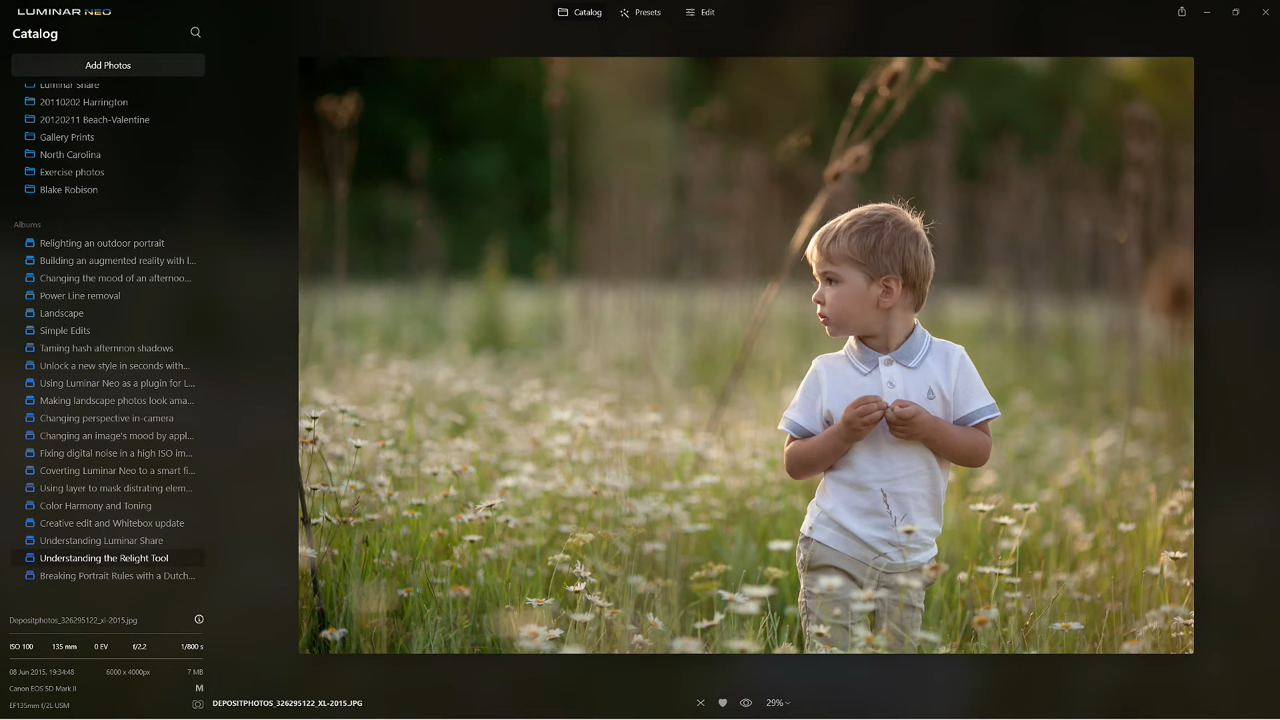 LUMINAR NEO
Catalog
Presets
Edit
Catalog
Add Photos
Luminar Share
20110202 Harrington
20120211 Beach-Valentine
Gallery Prints
North Carolina
Exercise photos
Blake Robison
Albums
Relighting an outdoor portrait
Building an augmented reality with l...
Changing the mood of an afternoo...
Power Line removal
Landscape
Simple Edits
Taming hash afternnon shadows
Unlock a new style in seconds with...
Using Luminar Neo as a plugin for L...
Making landscape photos look ama...
Changing perspective in-camera
Changing an image's mood by appl...
Fixing digital noise in a high ISO im...
Coverting Luminar Neo to a smart fi...
Using layer to mask distrating elem...
Color Harmony and Toning
Creative edit and Whitebox update
Understanding Luminar Share
Understanding the Relight Tool
Breaking Portrait Rules with a Dutch...
Depositphotos_326295122_xl-2015.jpg
ISO 100 135 mm 0 EV f/2.2 1/800 s
08 Jun 2015, 19:34:48 6000 x 4000px 7 MB
Canon EOS 5D Mark II M
EF135mm f/2L USM
DEPOSITPHOTOS_326295122_XL-2015.JPG
29%